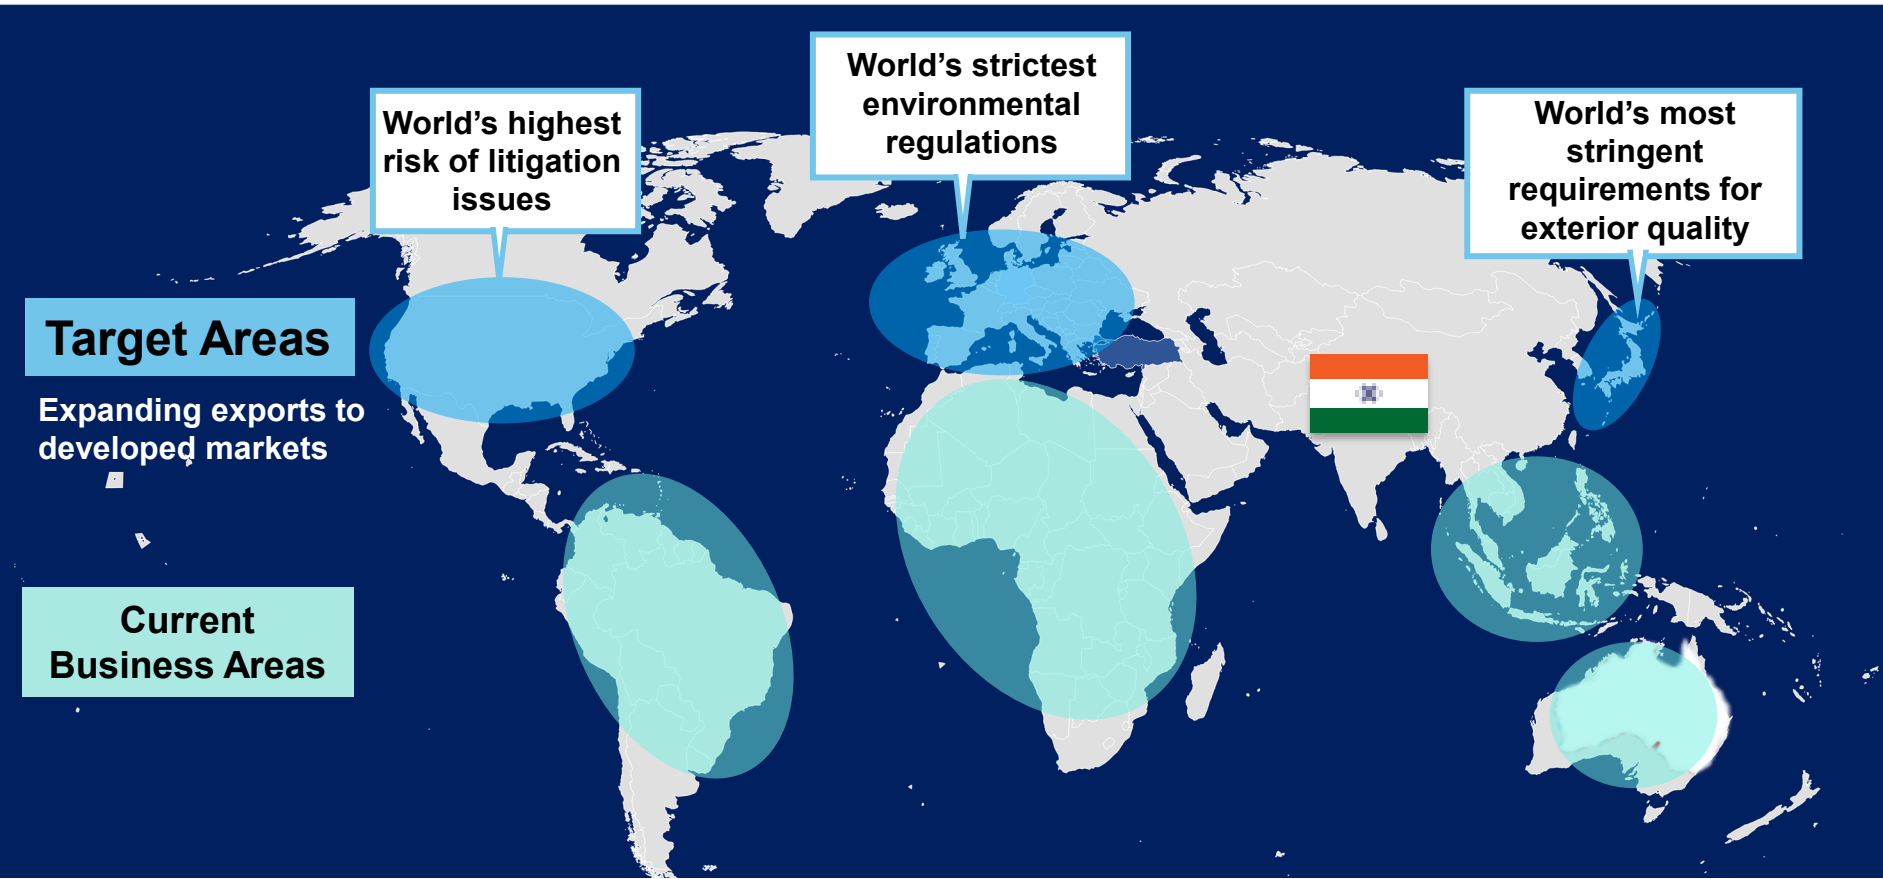 World’s highest
risk of litigation
issues
World’s strictest
environmental
regulations
World’s most
stringent
requirements for
exterior quality
Target Areas
Expanding exports to
developed markets
Current
Business Areas